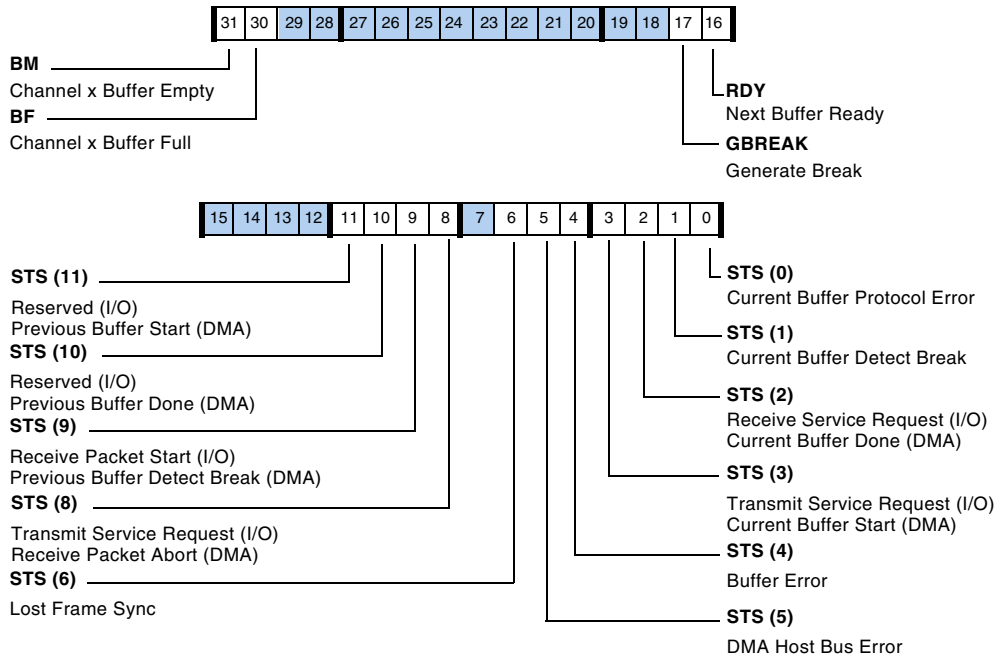 31 30 29 28 27 26 25 24 23 22 21 20 19 18 17 16
BM
Channel x Buffer Empty
BF
Channel x Buffer Full
RDY
Next Buffer Ready
GBREAK
Generate Break
15 14 13 12 11 10 9 8 7 6 5 4 3 2 1 0
STS (11)
Reserved (I/O)
Previous Buffer Start (DMA)
STS (10)
Reserved (I/O)
Previous Buffer Done (DMA)
STS (9)
Receive Packet Start (I/O)
Previous Buffer Detect Break (DMA)
STS (8)
Transmit Service Request (I/O)
Receive Packet Abort (DMA)
STS (6)
Lost Frame Sync
STS (0)
Current Buffer Protocol Error
STS (1)
Current Buffer Detect Break
STS (2)
Receive Service Request (I/O)
Current Buffer Done (DMA)
STS (3)
Transmit Service Request (I/O)
Current Buffer Start (DMA)
STS (4)
Buffer Error
STS (5)
DMA Host Bus Error